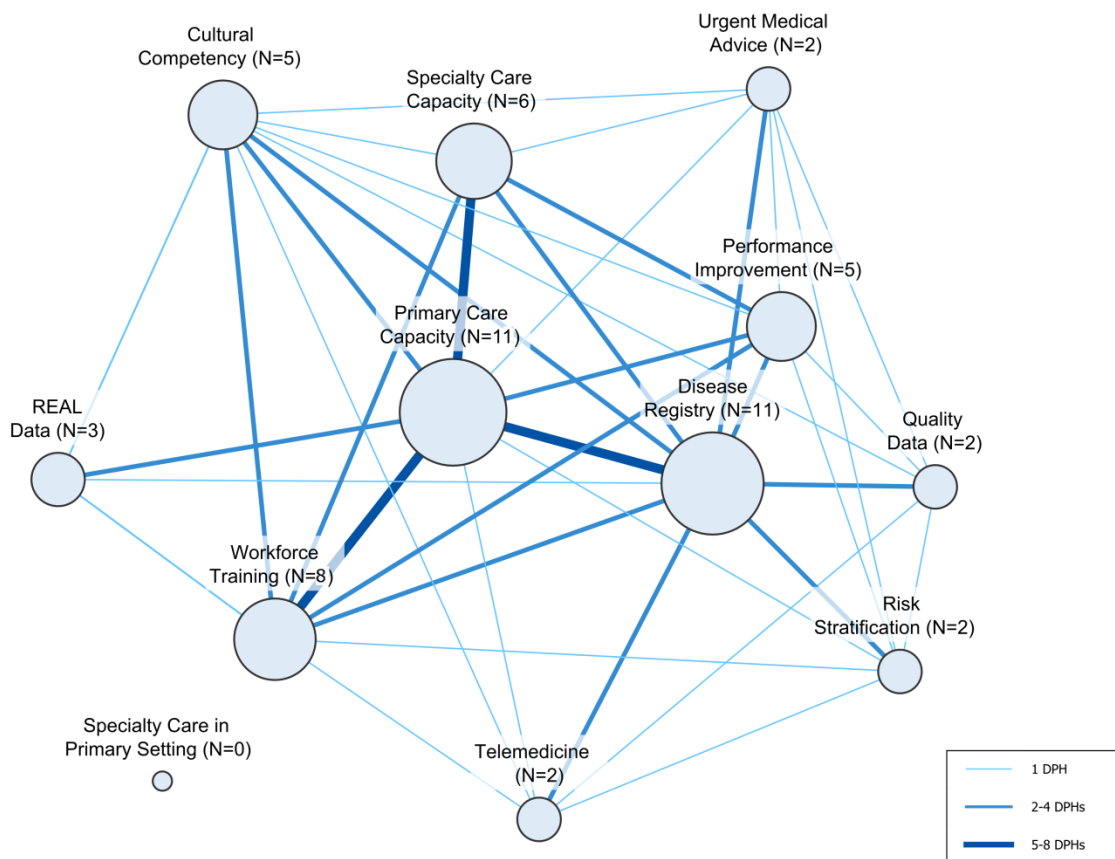 Cultural
Competency (N=5)
Specialty Care
Capacity (N=6)
Urgent Medical
Advice (N=2)
Performance
Improvement (N=5)
Primary Care
Capacity (N=11)
Disease
Registry (N=11)
REAL
Data (N=3)
Quality
Data (N=2)
Workforce
Training (N=8)
Risk
Stratification (N=2)
Specialty Care in
Primary Setting (N=0)
Telemedicine
(N=2)
1 DPH
2-4 DPHs
5-8 DPHs